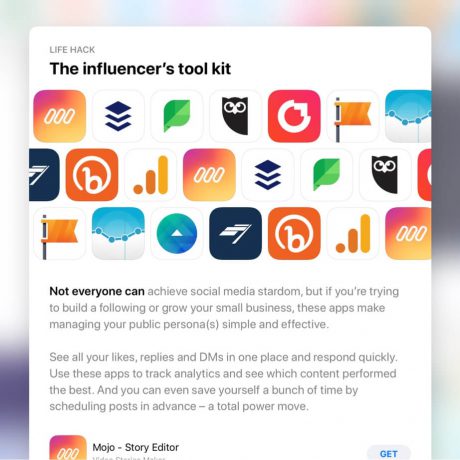 LIFE HACK
The influencer’s tool kit
Not everyone can achieve social media stardom, but if you’re trying
to build a following or grow your small business, these apps make
managing your public persona(s) simple and effective.
See all your likes, replies and DMs in one place and respond quickly.
Use these apps to track analytics and see which content performed
the best. And you can even save yourself a bunch of time by
scheduling posts in advance – a total power move.
Mojo - Story Editor
GET
Video Stories Maker